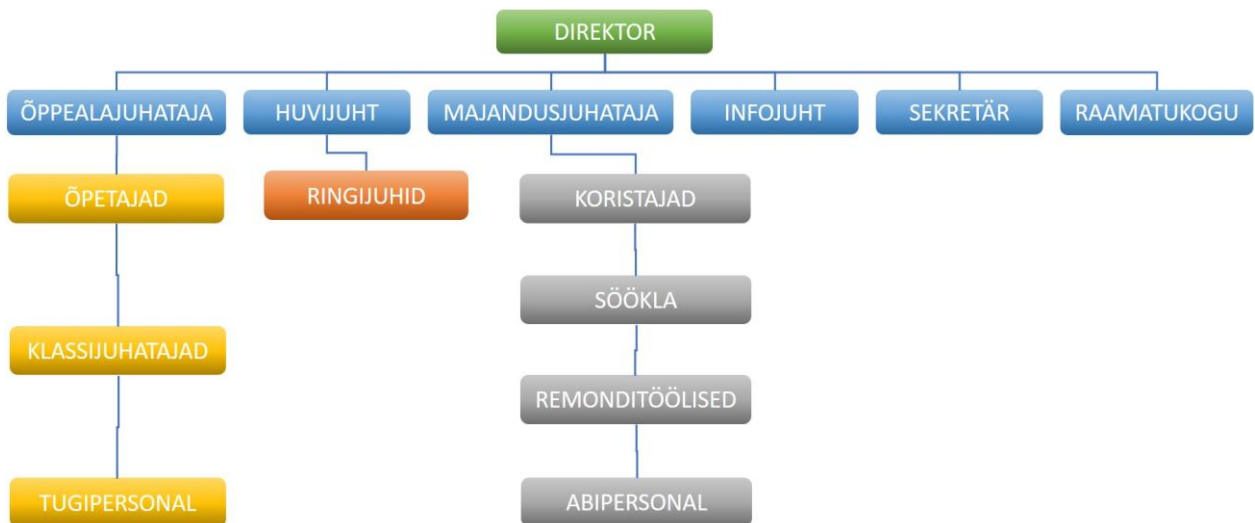 DIREKTOR
ÕPPEALAJUHATAJA
HUVIJUHT
MAJANDUSJUHATAJA
INFOJUHT
SEKRETÄR
RAAMATUKOGU
ÕPETAJAD
RINGIJUHID
KORISTAJAD
SÖÖKLA
KLASSIJUHATAJAD
REMONDITÖÖLISED
TUGIPERSONAL
ABIPERSONAL